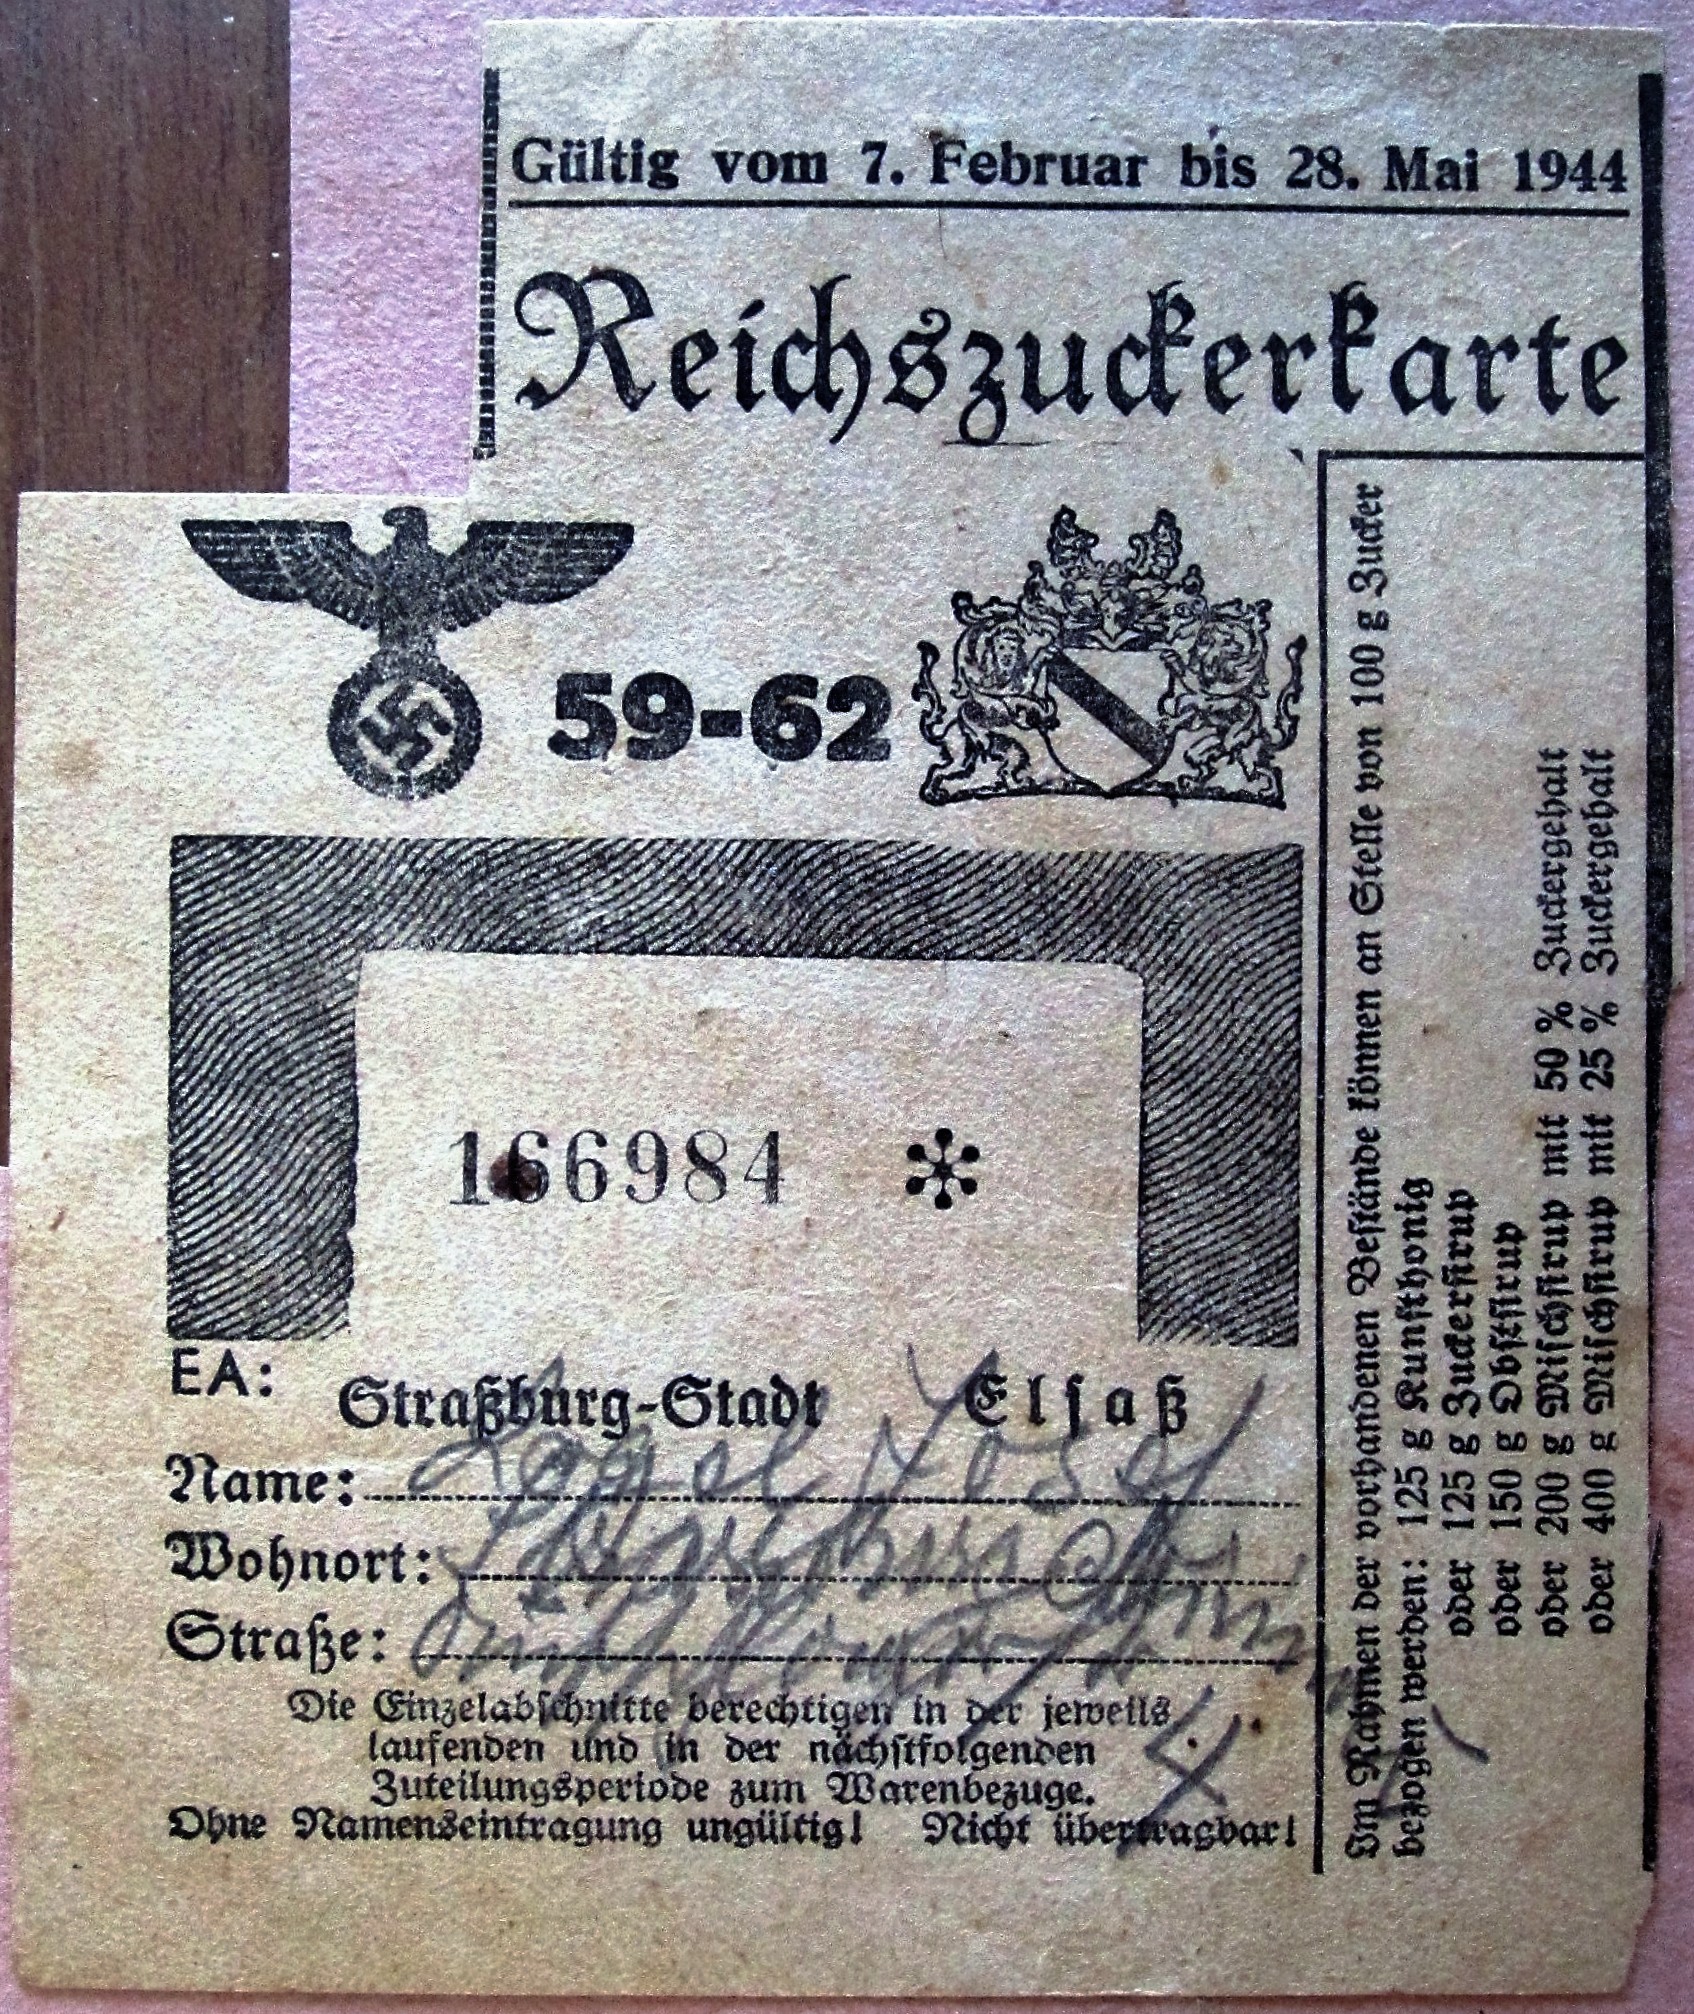 Gültig vom 7. Februar bis 28. Mai 1944
Reichszuckerkarte
59-62
166984
EA:
Straßburg-Stadt Elsaß
Name:
Wohnort:
Straße:
Die Einzelabschnitte berechtigen in der jeweils
laufenden und in der nächstfolgenden
Zuteilungsperiode zum Warenbezuge.
Ohne Namenseintragung ungültig! Nicht übertragbar!
Im Rahmen der vorhandenen Bestände können an Stelle von 100 g Zucker
bezogen werden: 125 g Kunsthonig
oder 125 g Zuckersirup
oder 150 g Obstsirup
oder 200 g Mischsirup mit 50 % Zuckergehalt
oder 400 g Mischsirup mit 25 % Zuckergehalt